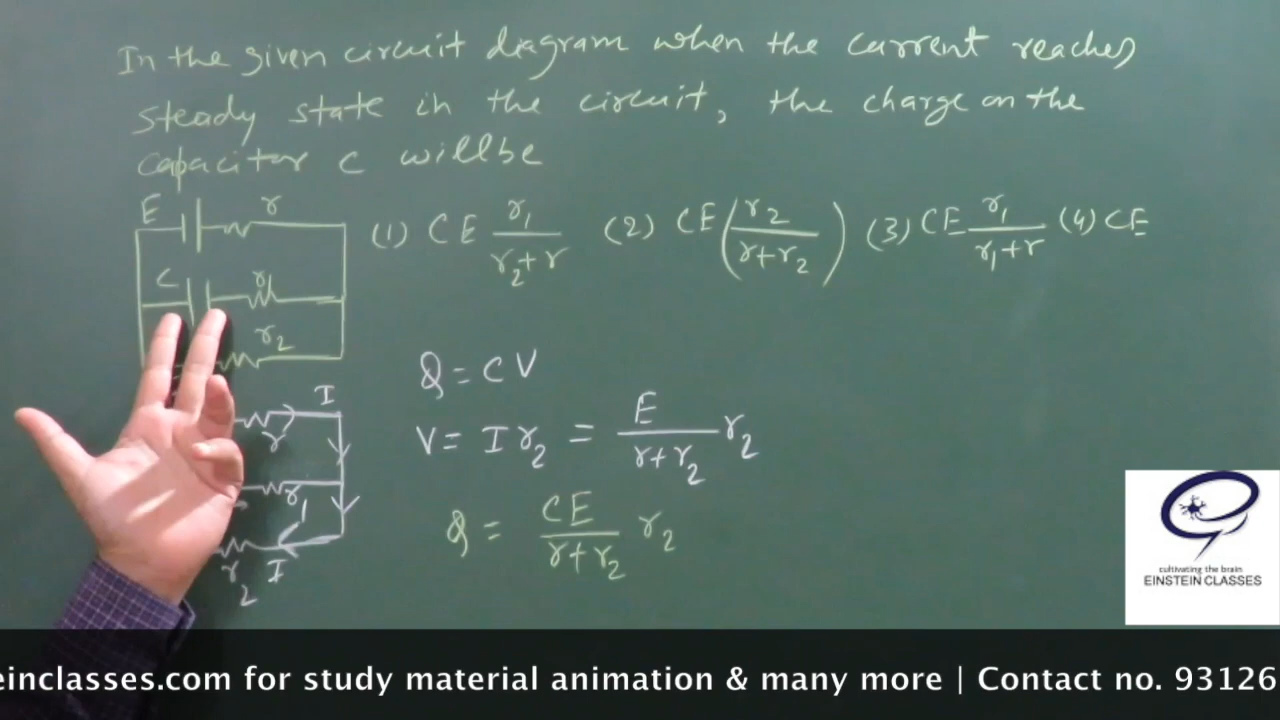 In the given circuit diagram when the current reaches
steady state in the circuit, the charge on the
capacitor c will be
E r
(1) CE r1/(r2+r) (2) CE(r2/(r+r2)) (3) CE r1/(r1+r) (4) CE
C r1
r2
Q = CV
I
r
V = I r2 = E/(r+r2) r2
r1
Q = CE/(r+r2) r2
r2 I
cultivating the brain
EINSTEIN CLASSES
einclasses.com for study material animation & many more | Contact no. 93126